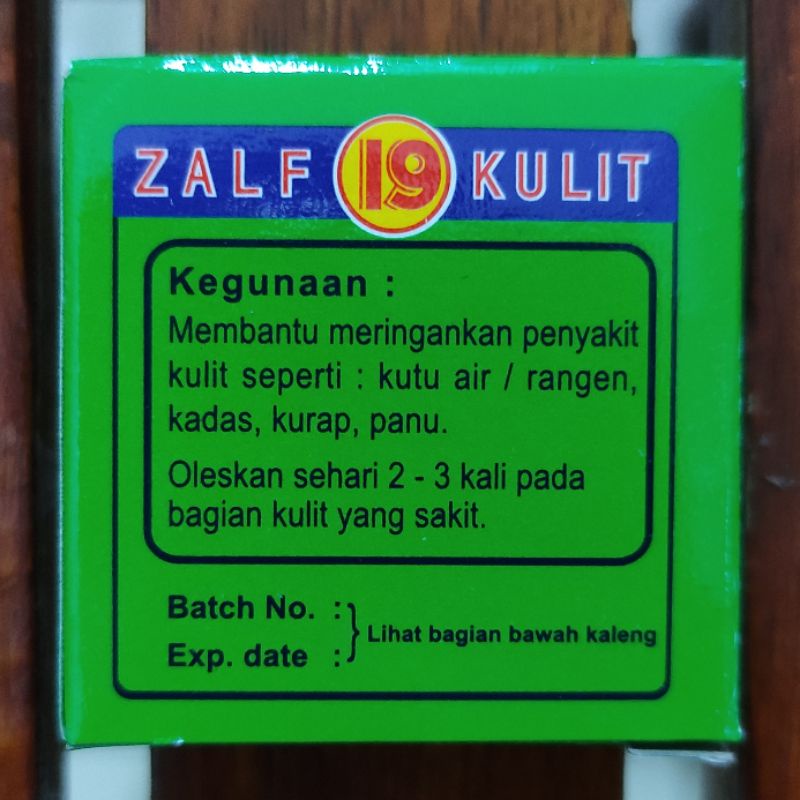 ZALF 19 KULIT
Kegunaan :
Membantu meringankan penyakit
kulit seperti : kutu air / rangen,
kadas, kurap, panu.
Oleskan sehari 2 - 3 kali pada
bagian kulit yang sakit.
Batch No. :
Exp. date :
} Lihat bagian bawah kaleng